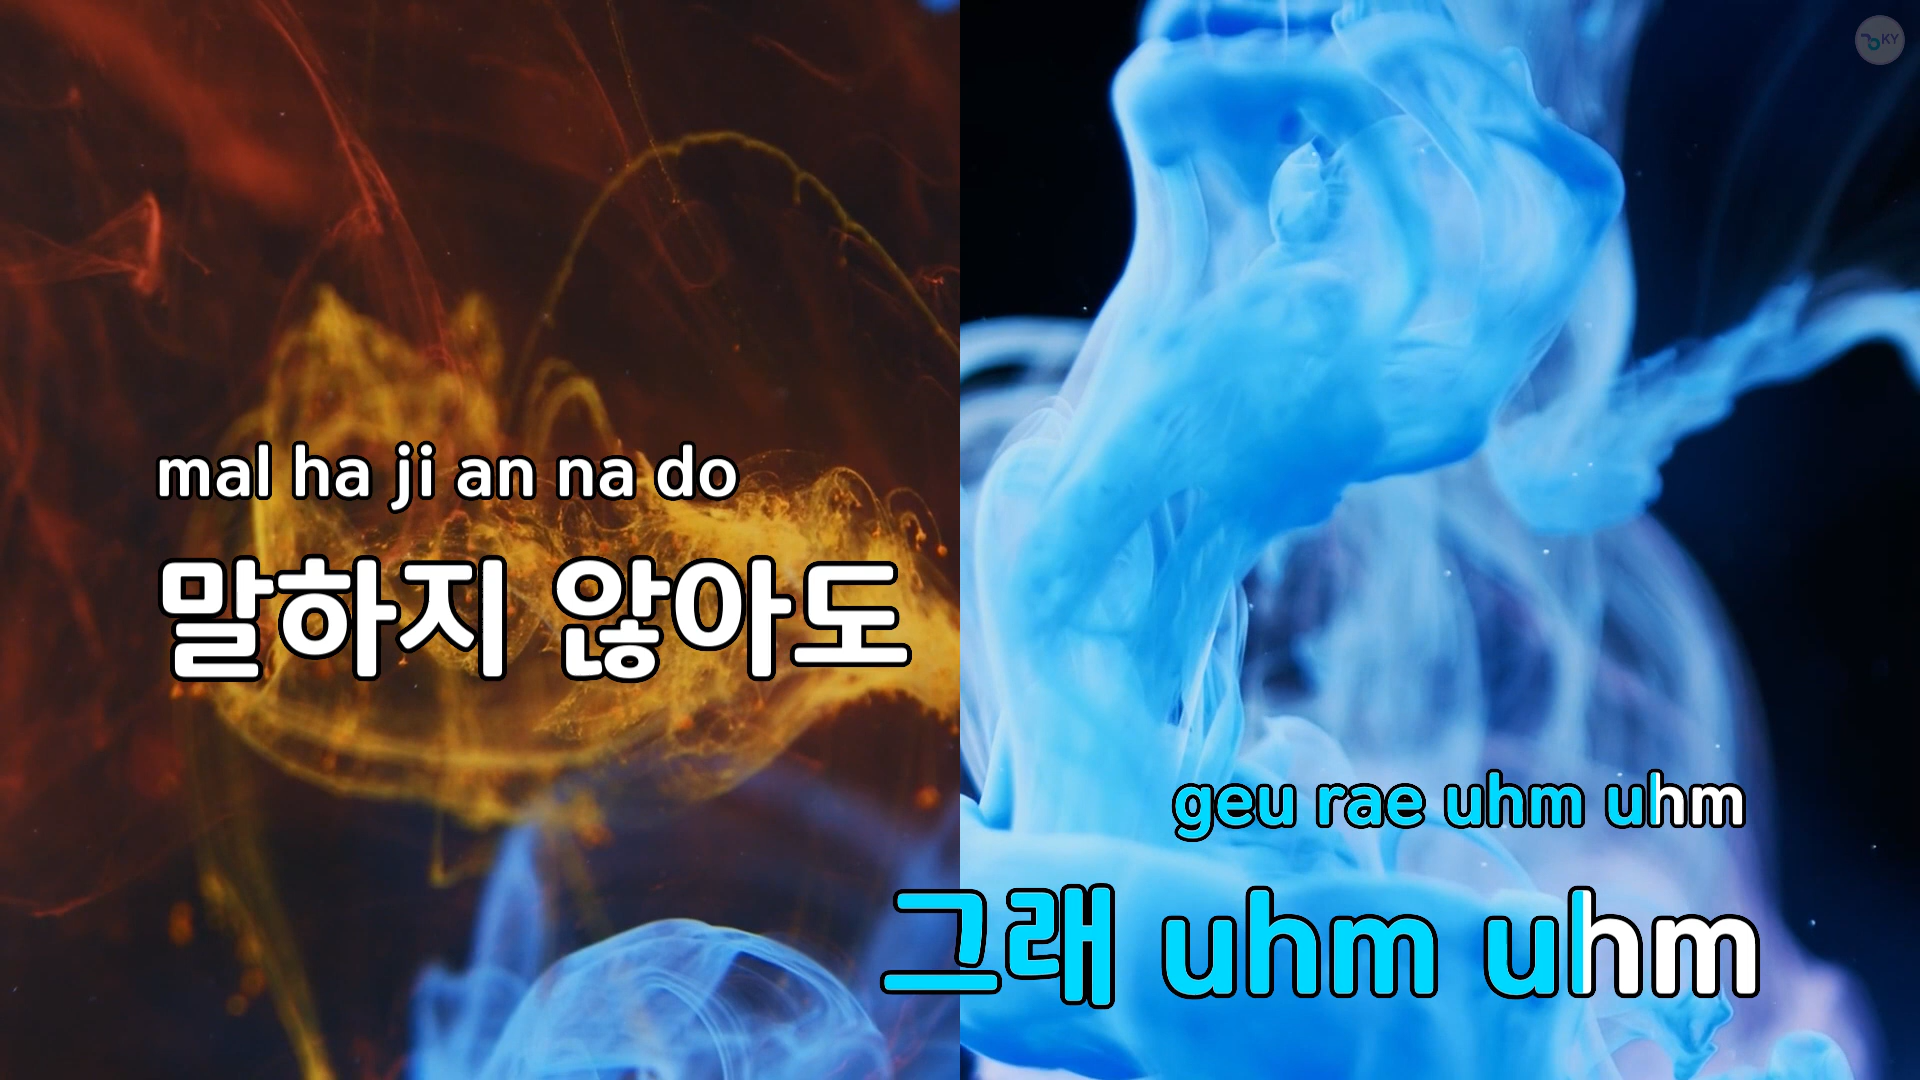 KY
mal ha ji an na do
말하지 않아도
geu rae uhm uhm
그래 uhm uhm